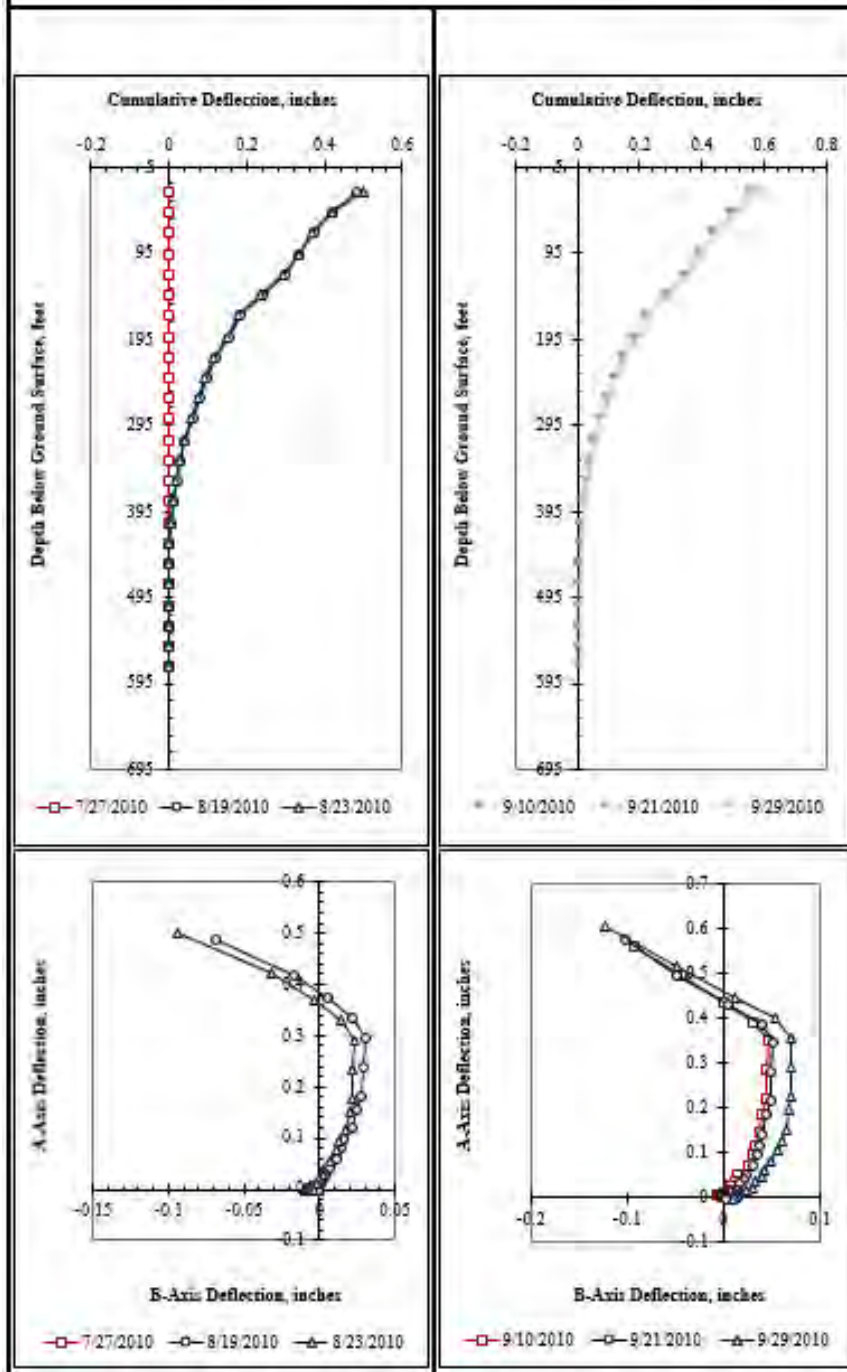 Cumulative Deflection, inches
-0.2 0 0.2 0.4 0.6
-5
95
195
295
395
495
595
695
Depth Below Ground Surface, feet
7/27/2010 8/19/2010 8/23/2010
Cumulative Deflection, inches
-0.2 0 0.2 0.4 0.6 0.8
-5
95
195
295
395
495
595
695
Depth Below Ground Surface, feet
9/10/2010 9/21/2010 9/29/2010
0.6
0.5
0.4
0.3
0.2
0.1
0
-0.1
-0.15 -0.1 -0.05 0 0.05
A-Axis Deflection, inches
B-Axis Deflection, inches
7/27/2010 8/19/2010 8/23/2010
0.7
0.6
0.5
0.4
0.3
0.2
0.1
0
-0.1
-0.2 -0.1 0 0.1
A-Axis Deflection, inches
B-Axis Deflection, inches
9/10/2010 9/21/2010 9/29/2010